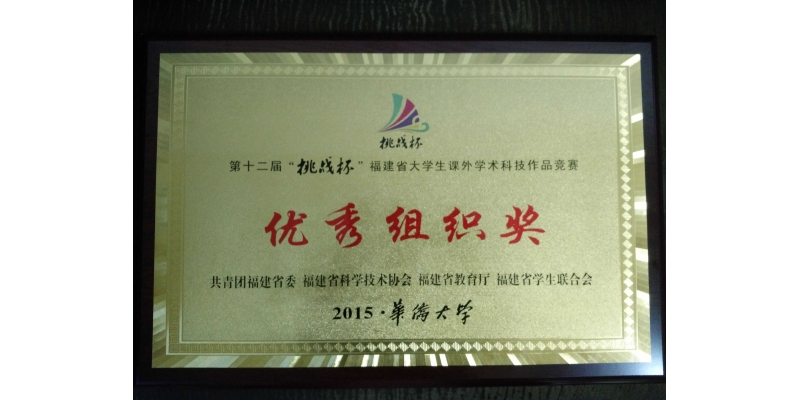 挑战杯
第十二届“挑战杯”福建省大学生课外学术科技作品竞赛
优秀组织奖
共青团福建省委 福建省科学技术协会 福建省教育厅 福建省学生联合会
2015·华侨大学